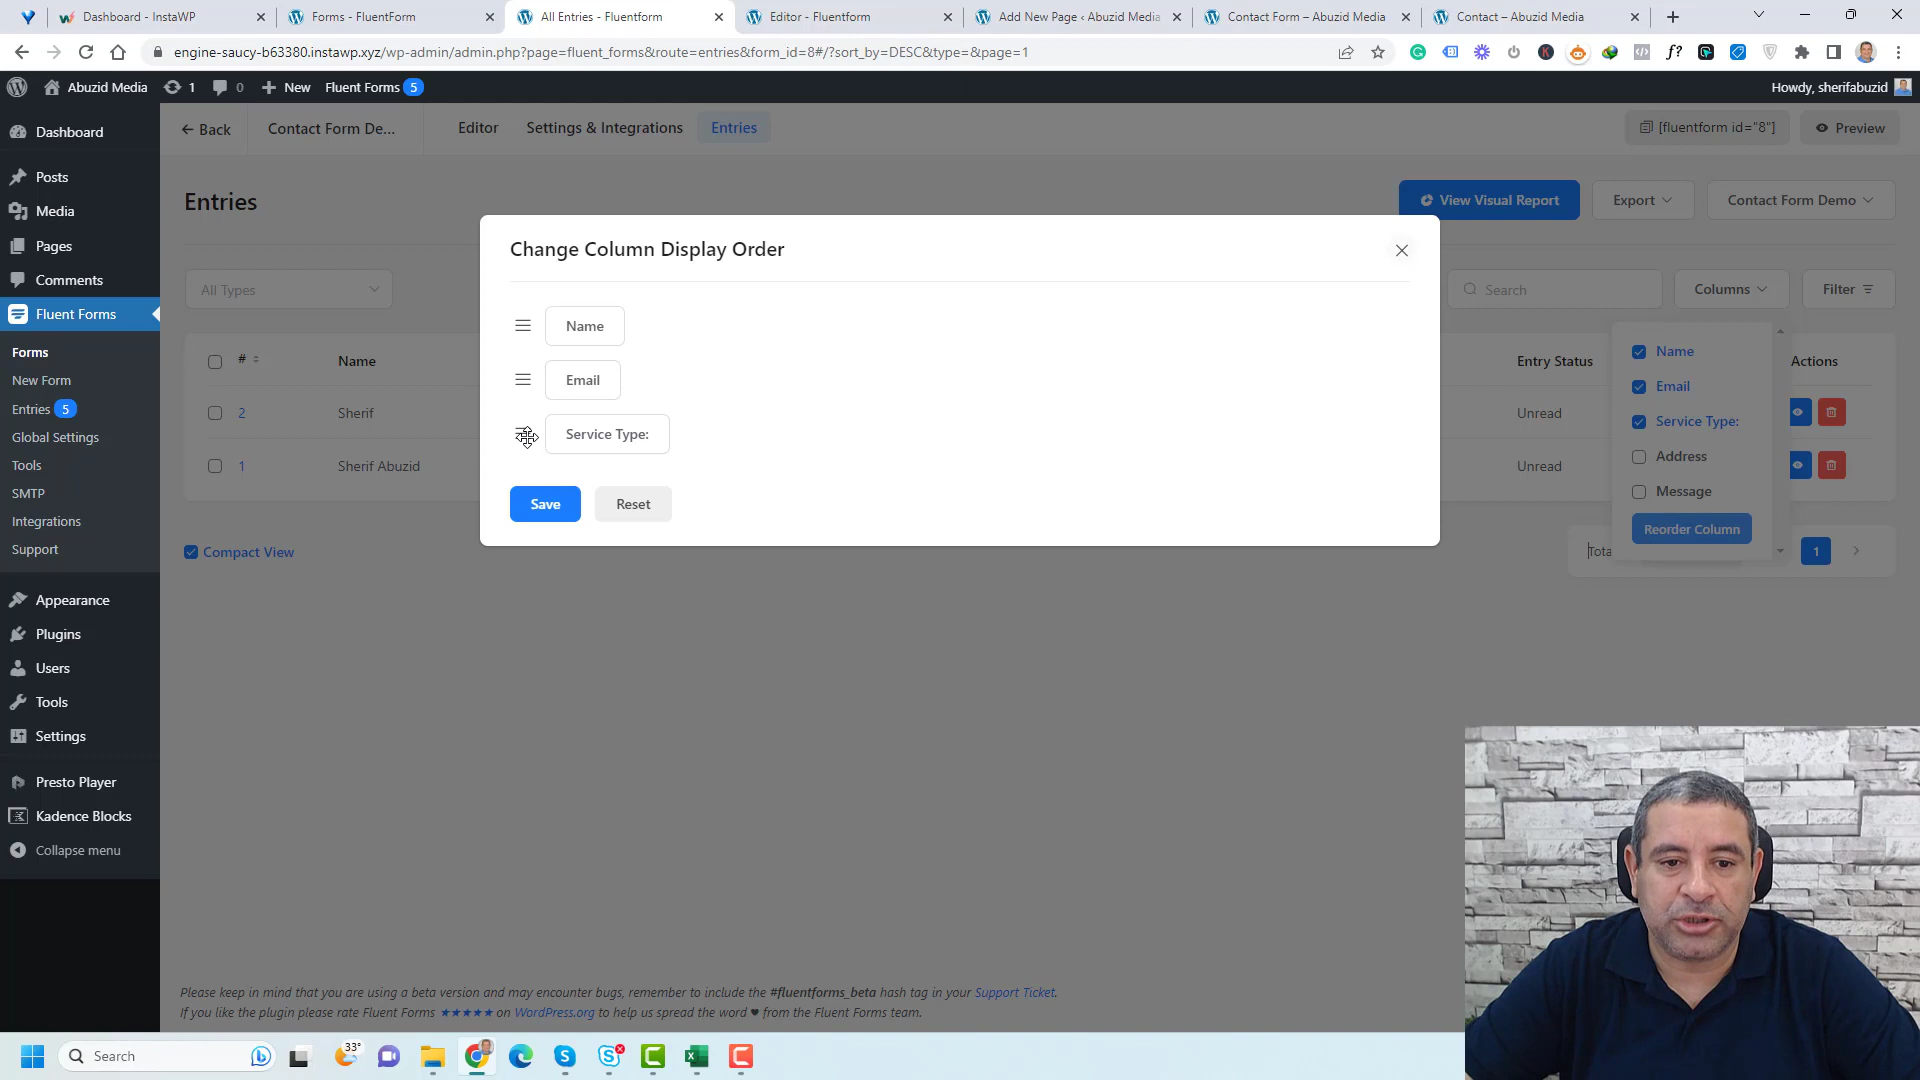 Dashboard - InstaWP
Forms - FluentForm
All Entries - Fluentform
Editor - Fluentform
Add New Page ‹ Abuzid Media
Contact Form – Abuzid Media
Contact – Abuzid Media
engine-saucy-b63380.instawp.xyz/wp-admin/admin.php?page=fluent_forms&route=entries&form_id=8#/?sort_by=DESC&type=&page=1
Abuzid Media
1
0
New
Fluent Forms 5
Howdy, sherifabuzid
Dashboard
Posts
Media
Pages
Comments
Fluent Forms
Forms
New Form
Entries 5
Global Settings
Tools
SMTP
Integrations
Support
Appearance
Plugins
Users
Tools
Settings
Presto Player
Kadence Blocks
Collapse menu
Back
Contact Form De...
Editor
Settings & Integrations
Entries
[fluentform id="8"]
Preview
Entries
View Visual Report
Export
Contact Form Demo
All Types
Search
Columns
Filter
#
Name
Entry Status
Actions
2
Sherif
Unread
1
Sherif Abuzid
Unread
Compact View
Name
Email
Service Type:
Address
Message
Reorder Column
Tota
1
Change Column Display Order
Name
Email
Service Type:
Save
Reset
Please keep in mind that you are using a beta version and may encounter bugs, remember to include the #fluentforms_beta hash tag in your Support Ticket.
If you like the plugin please rate Fluent Forms ★★★★★ on WordPress.org to help us spread the word ♥ from the Fluent Forms team.
Search
33°